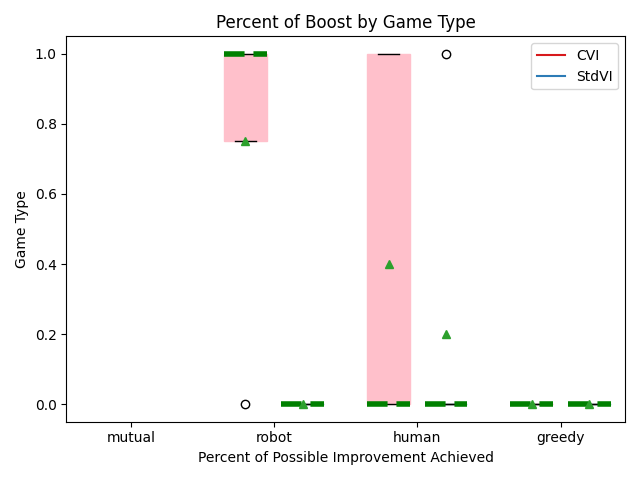 Percent of Boost by Game Type
CVI
StdVI
1.0
0.8
0.6
0.4
0.2
0.0
Game Type
mutual
robot
human
greedy
Percent of Possible Improvement Achieved